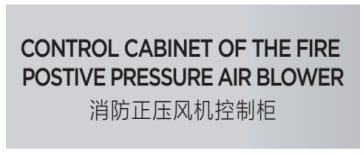 CONTROL CABINET OF THE FIRE
POSTIVE PRESSURE AIR BLOWER
消防正压风机控制柜